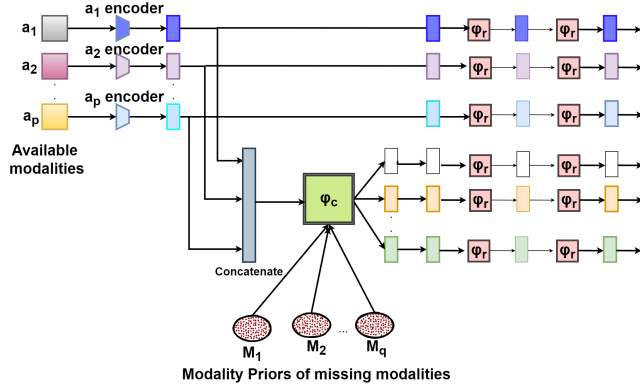 a1 encoder
a1
φr
φr
a2 encoder
a2
φr
φr
ap encoder
ap
φr
φr
Available
modalities
φr
φr
φc
φr
φr
φr
φr
Concatenate
M1
M2
...
Mq
Modality Priors of missing modalities